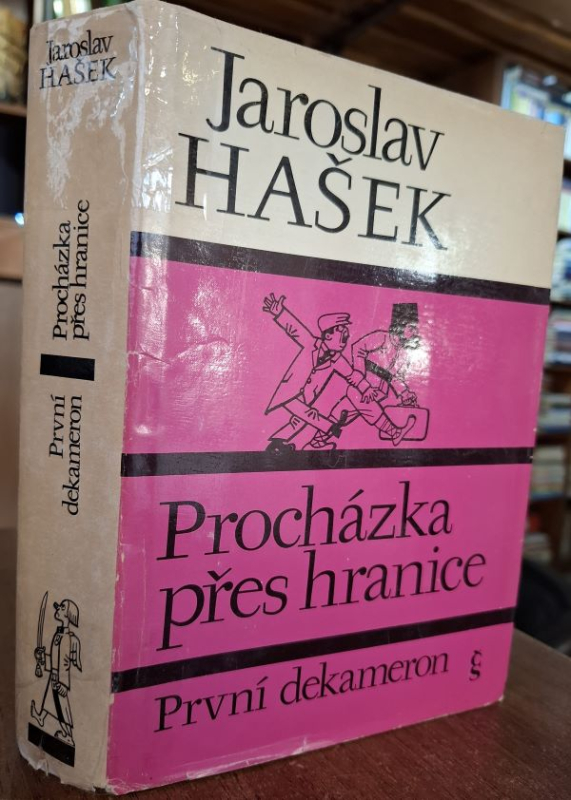 Jaroslav
HAŠEK
Procházka
přes hranice
První
dekameron
Jaroslav
HAŠEK
Procházka
přes hranice
První dekameron
čs